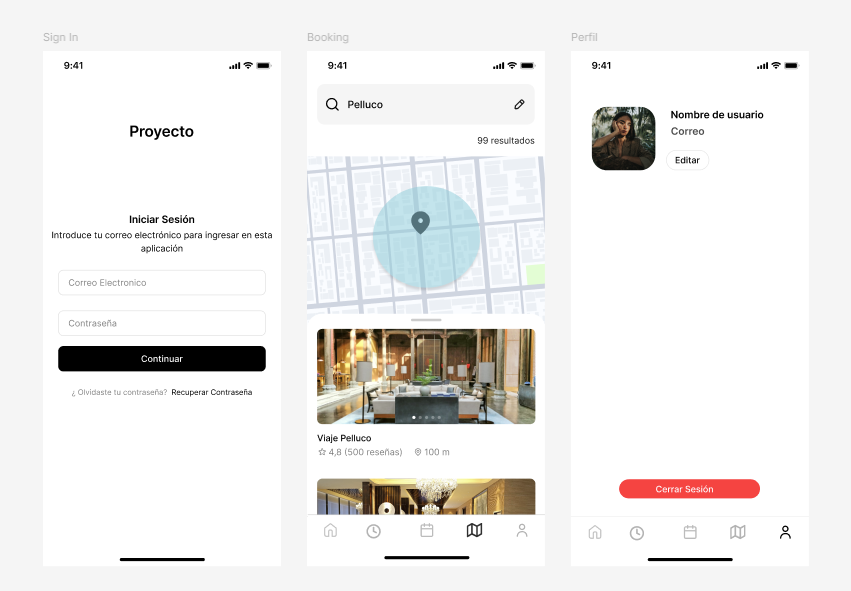 Sign In
9:41
Proyecto
Iniciar Sesión
Introduce tu correo electrónico para ingresar en esta
aplicación
Correo Electronico
Contraseña
Continuar
¿ Olvidaste tu contraseña? Recuperar Contraseña
Booking
9:41
Pelluco
99 resultados
Viaje Pelluco
4,8 (500 reseñas) 100 m
Perfil
9:41
Nombre de usuario
Correo
Editar
Cerrar Sesión